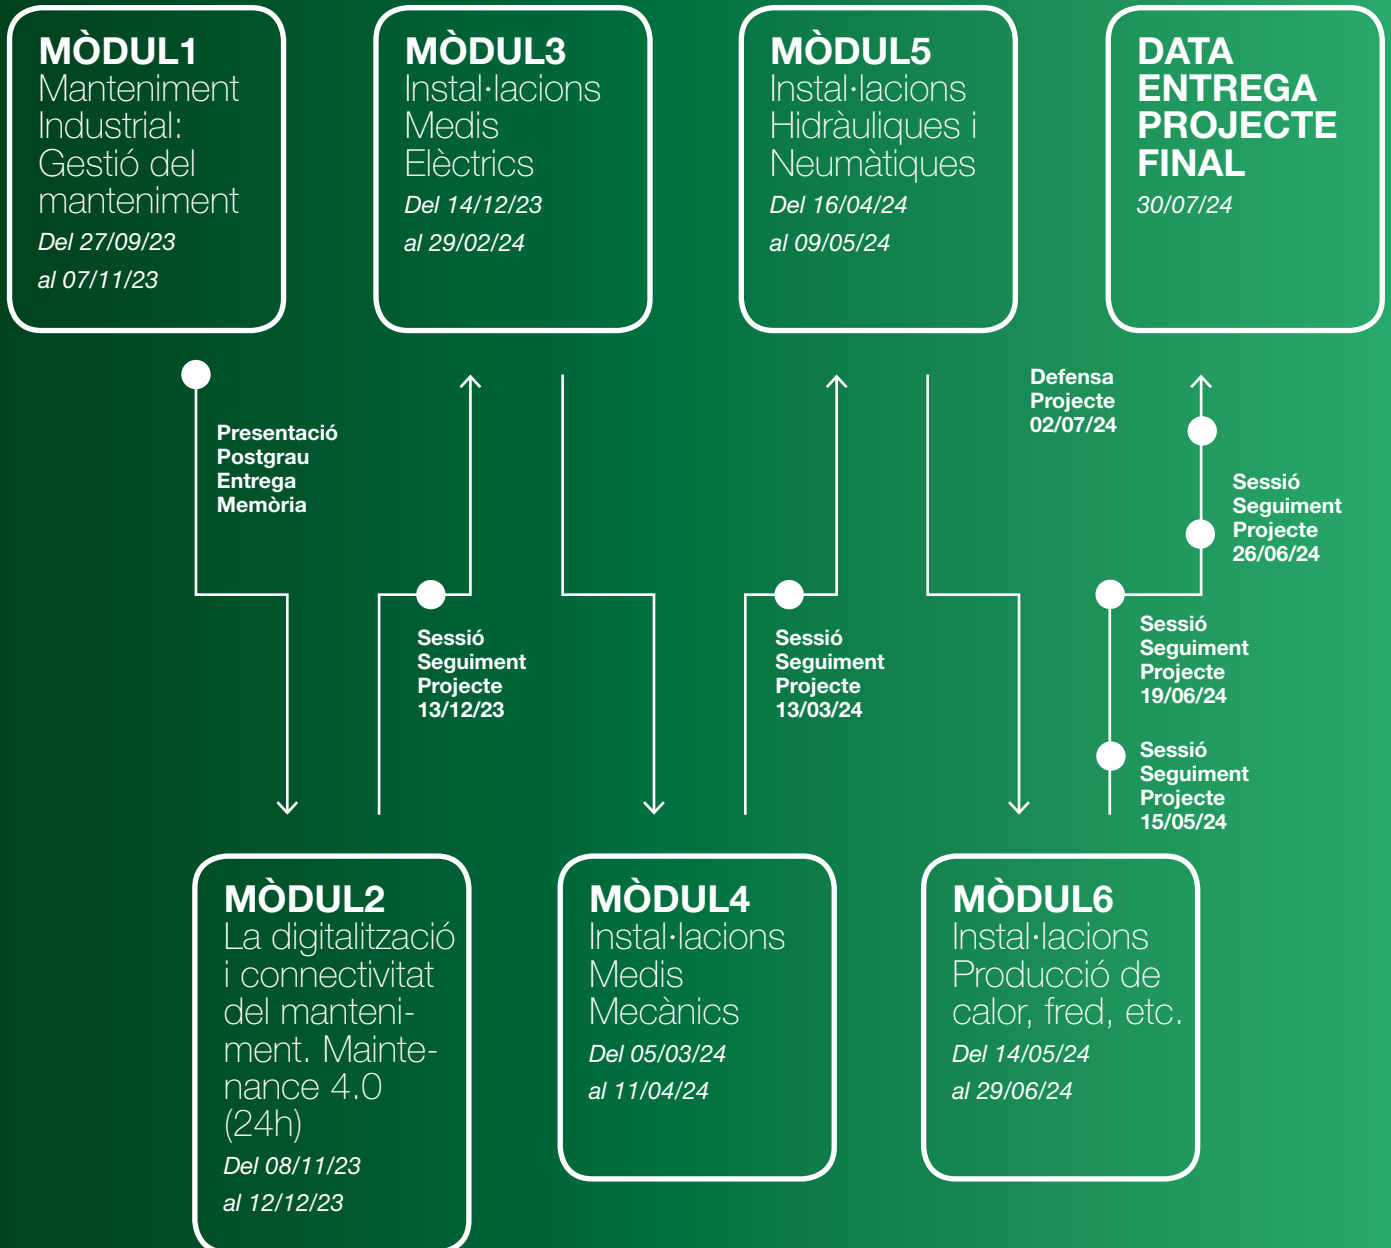 MÒDUL1
Manteniment
Industrial:
Gestió del
manteniment
Del 27/09/23
al 07/11/23
MÒDUL3
Instal·lacions
Medis
Elèctrics
Del 14/12/23
al 29/02/24
MÒDUL5
Instal·lacions
Hidràuliques i
Neumàtiques
Del 16/04/24
al 09/05/24
DATA
ENTREGA
PROJECTE
FINAL
30/07/24
Presentació
Postgrau
Entrega
Memòria
Sessió
Seguiment
Projecte
13/12/23
Sessió
Seguiment
Projecte
13/03/24
Defensa
Projecte
02/07/24
Sessió
Seguiment
Projecte
26/06/24
Sessió
Seguiment
Projecte
19/06/24
Sessió
Seguiment
Projecte
15/05/24
MÒDUL2
La digitalització
i connectivitat
del manteni-
ment. Mainte-
nance 4.0
(24h)
Del 08/11/23
al 12/12/23
MÒDUL4
Instal·lacions
Medis
Mecànics
Del 05/03/24
al 11/04/24
MÒDUL6
Instal·lacions
Producció de
calor, fred, etc.
Del 14/05/24
al 29/06/24